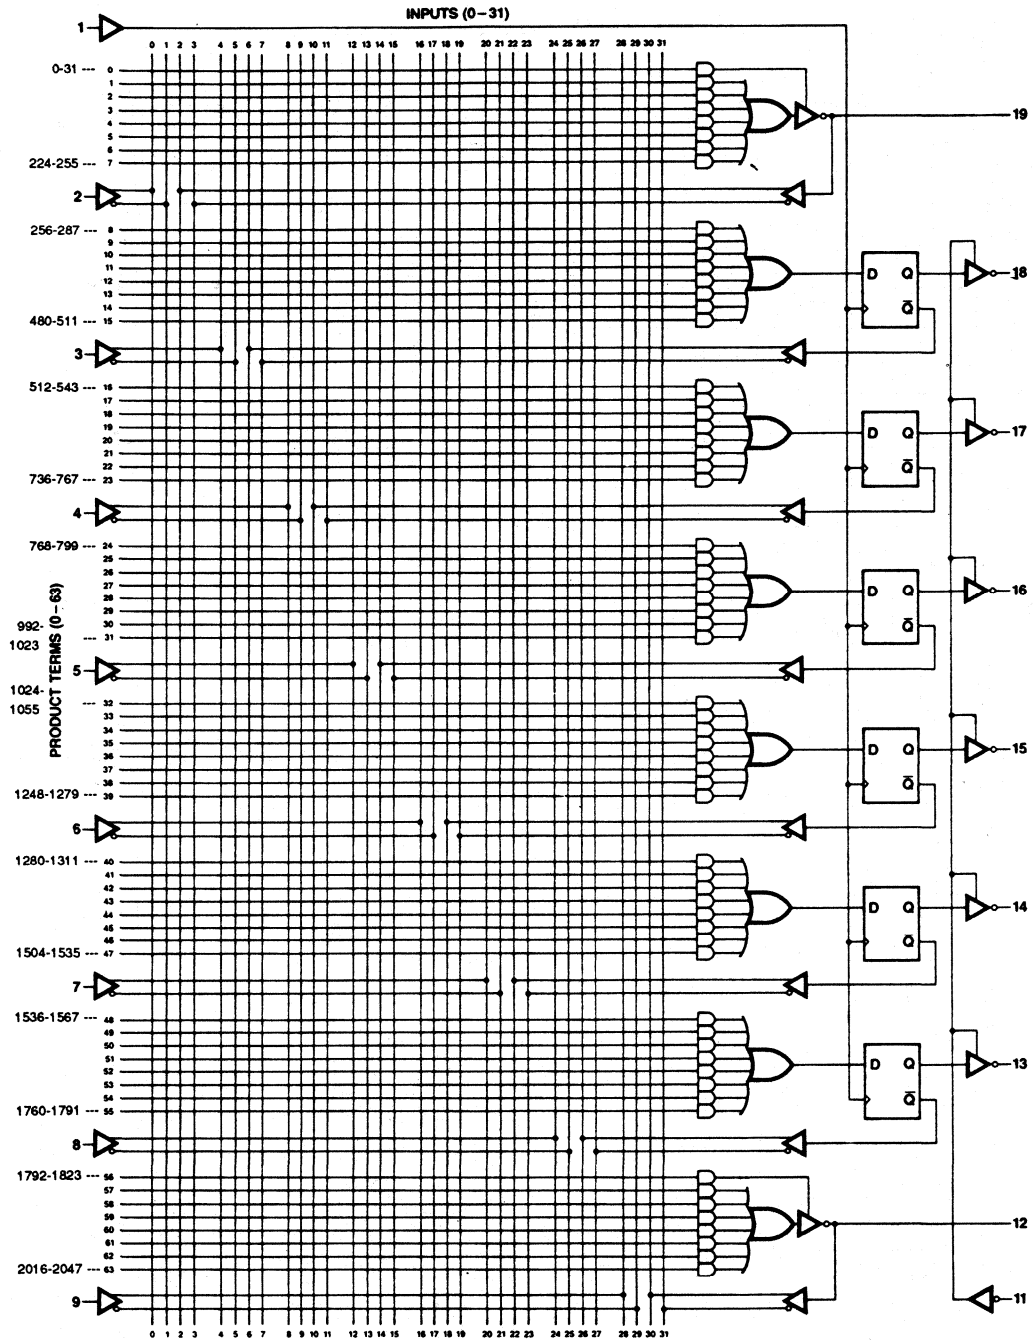 INPUTS (0–31)
1
0 1 2 3 4 5 6 7 8 9 10 11 12 13 14 15 16 17 18 19 20 21 22 23 24 25 26 27 28 29 30 31
0-31 --- 0
1
2
3
4
5
6
224-255 --- 7
19
2
256-287 --- 8
9
10
11
12
13
14
480-511 --- 15
D Q
Q̅
18
3
512-543 --- 16
17
18
19
20
21
22
736-767 --- 23
D Q
Q̅
17
4
768-799 --- 24
25
26
27
28
29
30
992-
1023 --- 31
D Q
Q̅
16
PRODUCT TERMS (0–63)
5
1024-
1055 --- 32
33
34
35
36
37
38
1248-1279 --- 39
D Q
Q̅
15
6
1280-1311 --- 40
41
42
43
44
45
46
1504-1535 --- 47
D Q
Q̅
14
7
1536-1567 --- 48
49
50
51
52
53
54
1760-1791 --- 55
D Q
Q̅
13
8
1792-1823 --- 56
57
58
59
60
61
62
2016-2047 --- 63
12
9
11
0 1 2 3 4 5 6 7 8 9 10 11 12 13 14 15 16 17 18 19 20 21 22 23 24 25 26 27 28 29 30 31